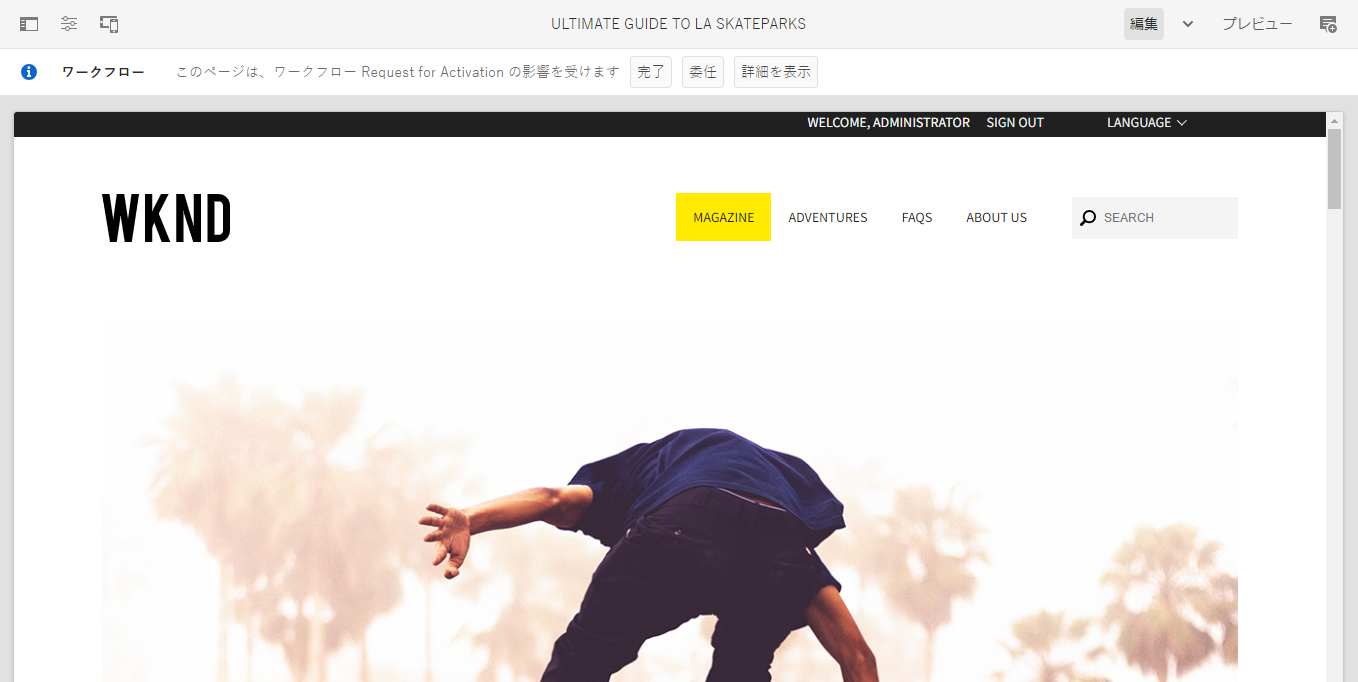 ULTIMATE GUIDE TO LA SKATEPARKS 編集 プレビュー
ワークフロー このページは、ワークフロー Request for Activation の影響を受けます 完了 委任 詳細を表示
WELCOME, ADMINISTRATOR SIGN OUT LANGUAGE
WKND MAGAZINE ADVENTURES FAQS ABOUT US SEARCH